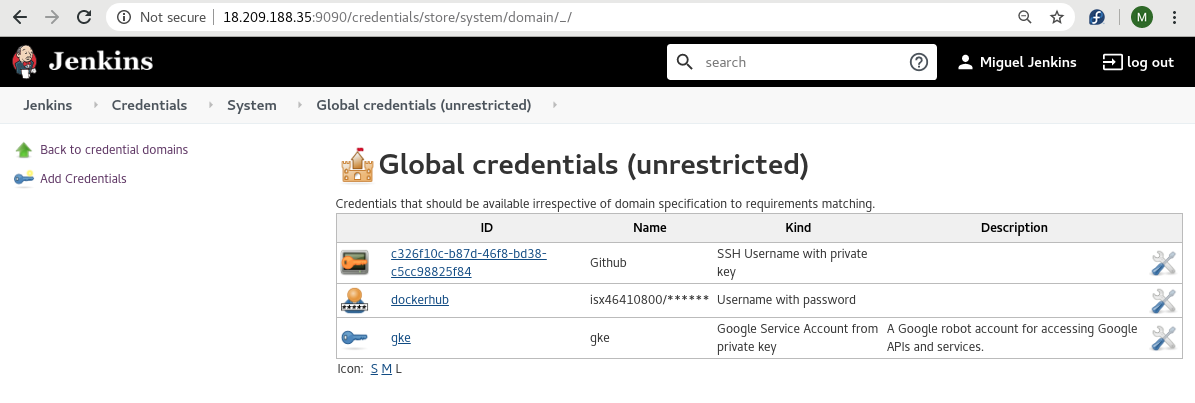 Not secure 18.209.188.35:9090/credentials/store/system/domain/_/ M
Jenkins search Miguel Jenkins log out
Jenkins Credentials System Global credentials (unrestricted)
Back to credential domains
Add Credentials
Global credentials (unrestricted)
Credentials that should be available irrespective of domain specification to requirements matching.
ID Name Kind Description
c326f10c-b87d-46f8-bd38-
c5cc98825f84
Github
SSH Username with private
key
dockerhub isx46410800/****** Username with password
gke gke
Google Service Account from
private key
A Google robot account for accessing Google
APIs and services.
Icon: S M L